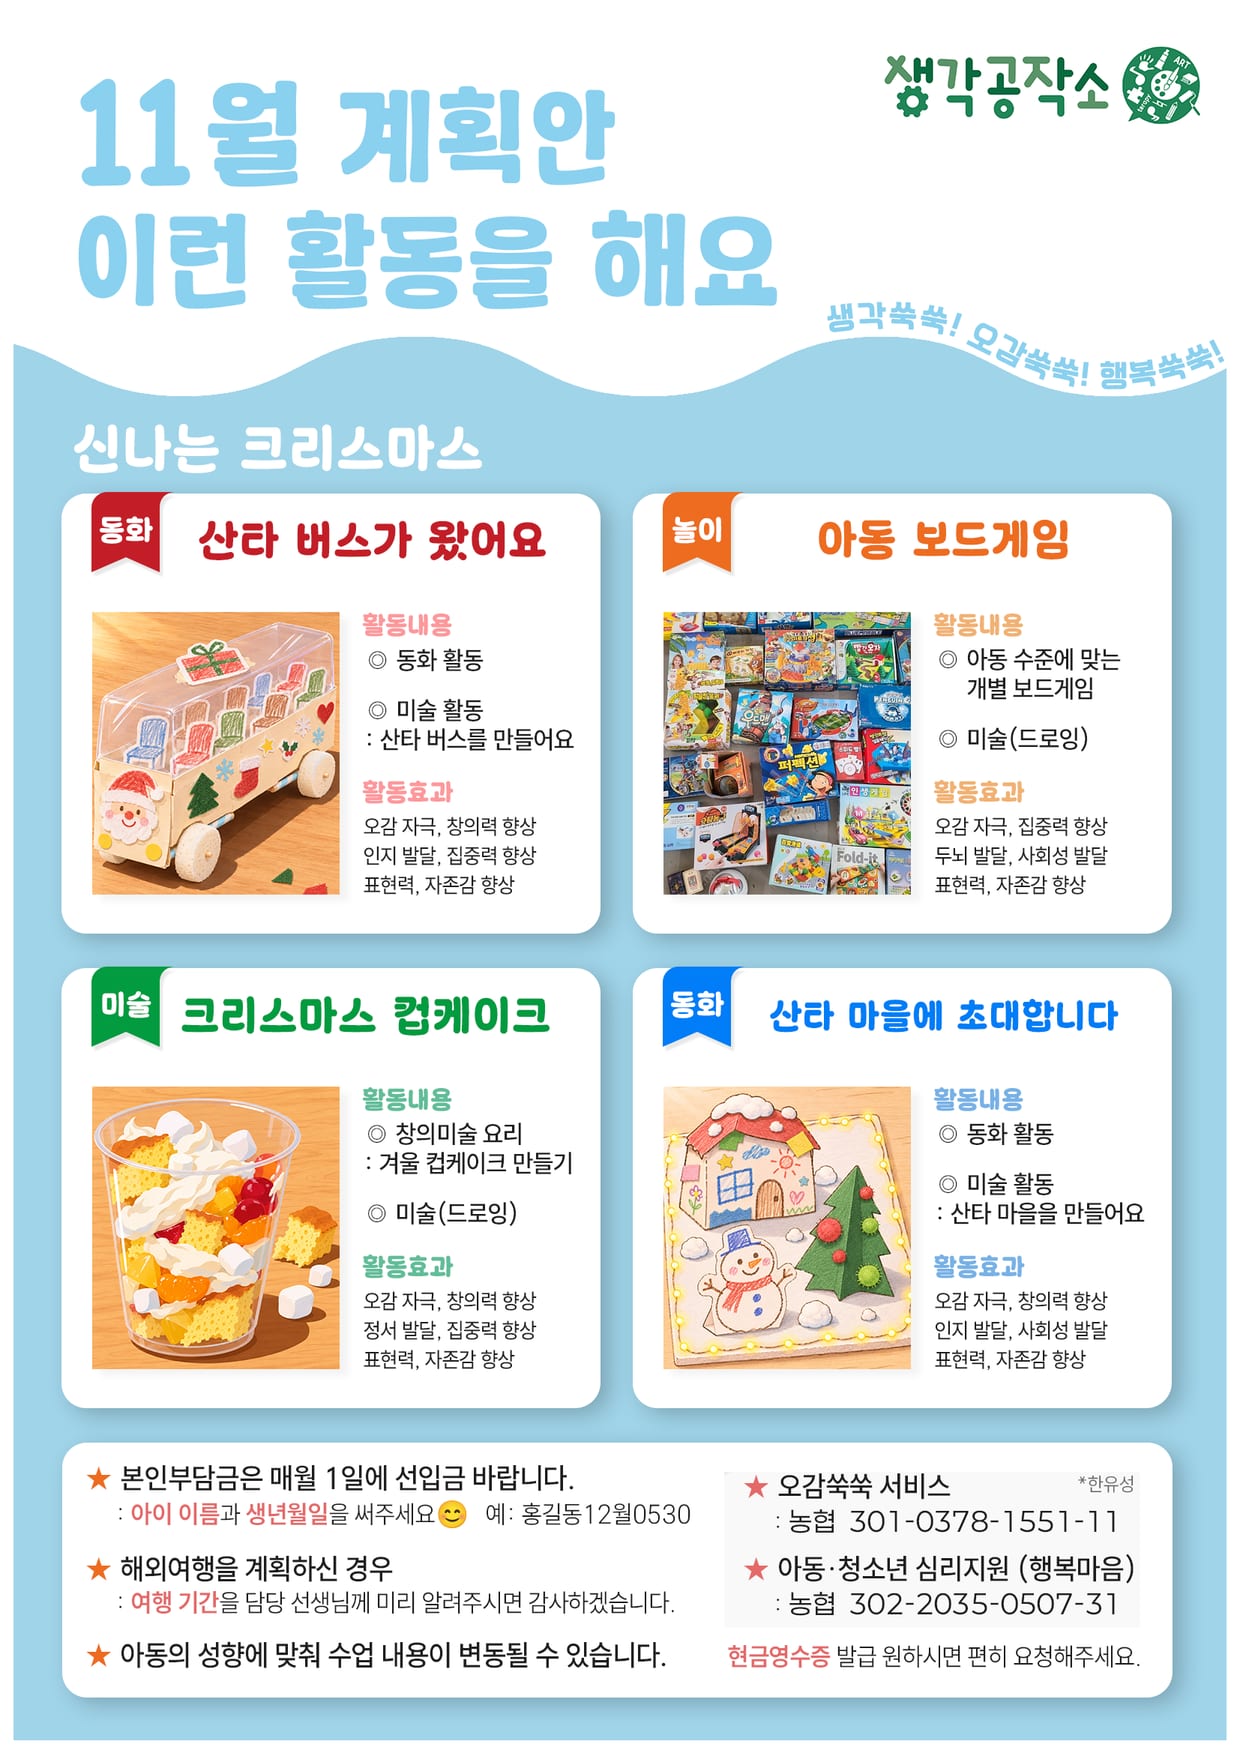 생각공작소
ART
11월 계획안
이런 활동을 해요
생각쑥쑥! 오감쑥쑥! 행복쑥쑥!
신나는 크리스마스
동화
산타 버스가 왔어요
활동내용
◎ 동화 활동
◎ 미술 활동
: 산타 버스를 만들어요
활동효과
오감 자극, 창의력 향상
인지 발달, 집중력 향상
표현력, 자존감 향상
놀이
아동 보드게임
우드맨
퍼펙션
인생게임
Fold-it
활동내용
◎ 아동 수준에 맞는
개별 보드게임
◎ 미술(드로잉)
활동효과
오감 자극, 집중력 향상
두뇌 발달, 사회성 발달
표현력, 자존감 향상
미술
크리스마스 컵케이크
활동내용
◎ 창의미술 요리
: 겨울 컵케이크 만들기
◎ 미술(드로잉)
활동효과
오감 자극, 창의력 향상
정서 발달, 집중력 향상
표현력, 자존감 향상
동화
산타 마을에 초대합니다
활동내용
◎ 동화 활동
◎ 미술 활동
: 산타 마을을 만들어요
활동효과
오감 자극, 창의력 향상
인지 발달, 사회성 발달
표현력, 자존감 향상
★ 본인부담금은 매월 1일에 선입금 바랍니다.
: 아이 이름과 생년월일을 써주세요😊 예: 홍길동12월0530
★ 해외여행을 계획하신 경우
: 여행 기간을 담당 선생님께 미리 알려주시면 감사하겠습니다.
★ 아동의 성향에 맞춰 수업 내용이 변동될 수 있습니다.
★ 오감쑥쑥 서비스 *한유성
: 농협 301-0378-1551-11
★ 아동·청소년 심리지원 (행복마음)
: 농협 302-2035-0507-31
현금영수증 발급 원하시면 편히 요청해주세요.